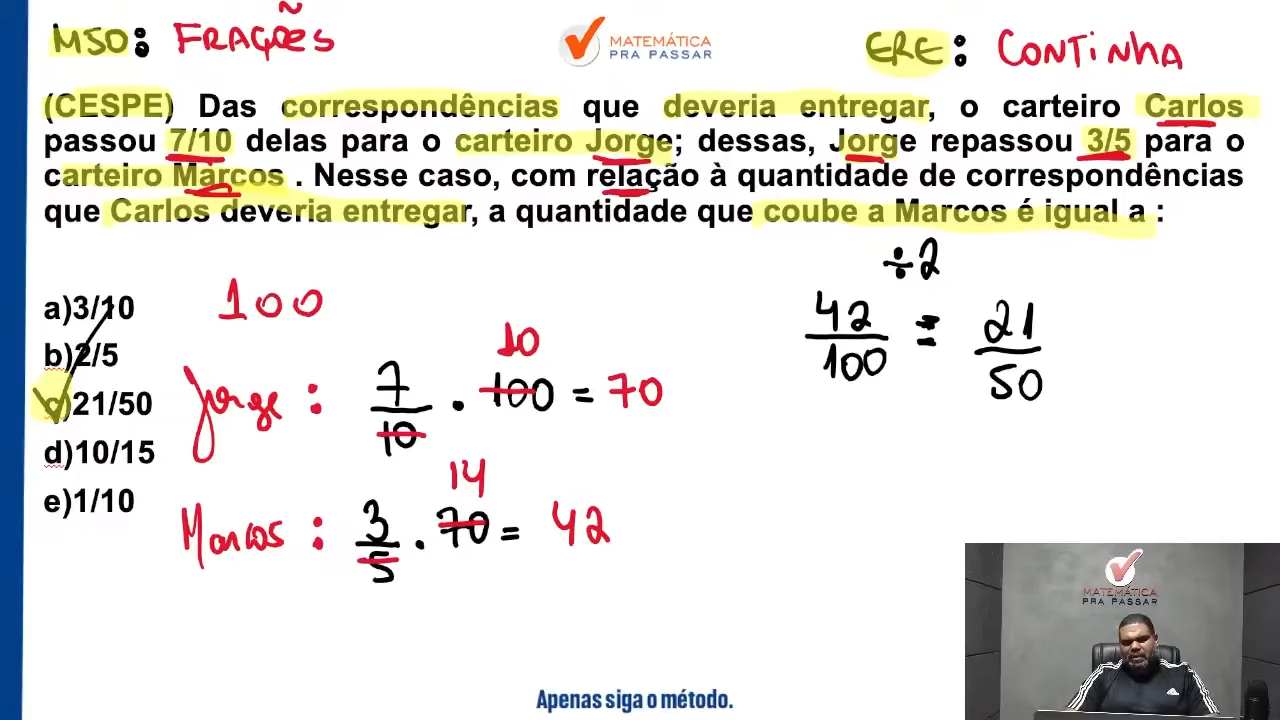 MSO: FRAÇÕES
MATEMÁTICA
PRA PASSAR
ERE: CONTINHA
(CESPE) Das correspondências que deveria entregar, o carteiro Carlos
passou 7/10 delas para o carteiro Jorge; dessas, Jorge repassou 3/5 para o
carteiro Marcos . Nesse caso, com relação à quantidade de correspondências
que Carlos deveria entregar, a quantidade que coube a Marcos é igual a :
÷2
42/100 = 21/50
a)3/10
100
b)2/5
10
Jorge : 7/10 . 100 = 70
c)21/50
d)10/15
14
e)1/10
Marcos : 3/5 . 70 = 42
MATEMÁTICA
PRA PASSAR
adidas
Apenas siga o método.